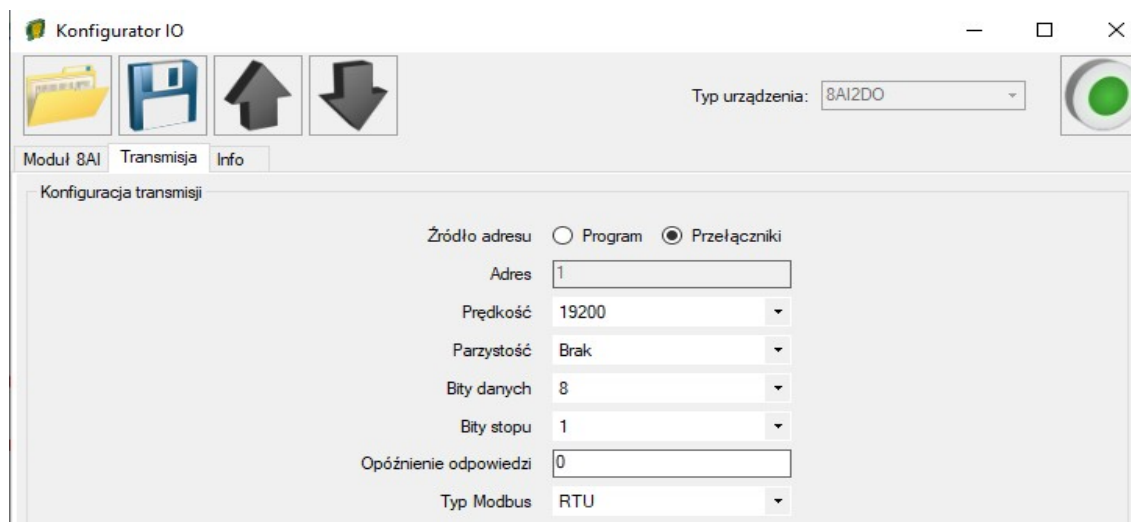 Konfigurator IO
Typ urządzenia: 8AI2DO
Moduł 8AI Transmisja Info
Konfiguracja transmisji
Źródło adresu Program Przełączniki
Adres 1
Prędkość 19200
Parzystość Brak
Bity danych 8
Bity stopu 1
Opóźnienie odpowiedzi 0
Typ Modbus RTU